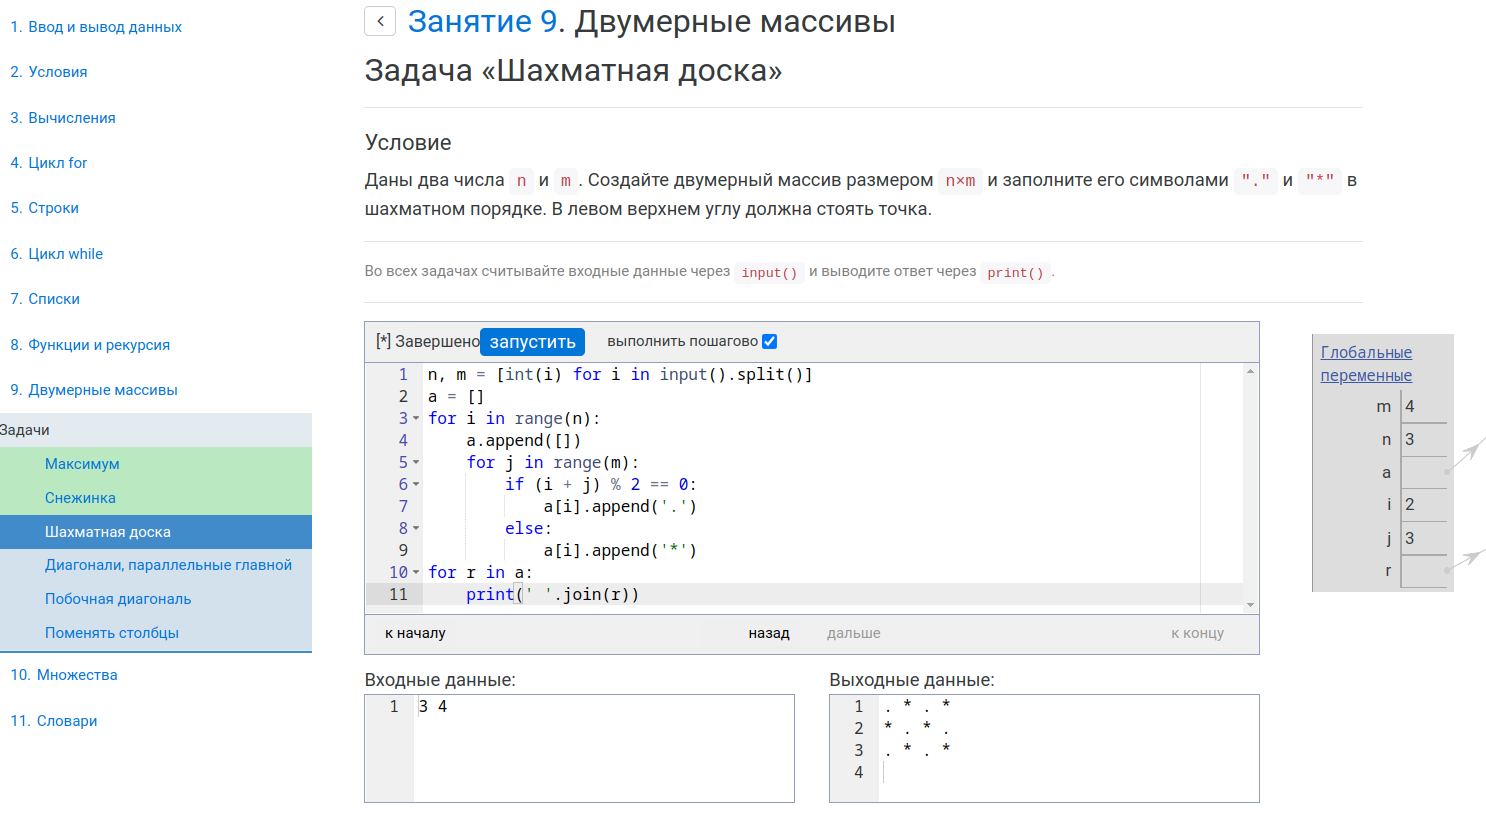 1. Ввод и вывод данных
2. Условия
3. Вычисления
4. Цикл for
5. Строки
6. Цикл while
7. Списки
8. Функции и рекурсия
9. Двумерные массивы
Задачи
Максимум
Снежинка
Шахматная доска
Диагонали, параллельные главной
Побочная диагональ
Поменять столбцы
10. Множества
11. Словари
Занятие 9. Двумерные массивы
Задача «Шахматная доска»
Условие
Даны два числа n и m. Создайте двумерный массив размером n×m и заполните его символами "." и "*" в
шахматном порядке. В левом верхнем углу должна стоять точка.
Во всех задачах считывайте входные данные через input() и выводите ответ через print().
[*] Завершено запустить выполнить пошагово
1 n, m = [int(i) for i in input().split()]
2 a = []
3 for i in range(n):
4     a.append([])
5     for j in range(m):
6         if (i + j) % 2 == 0:
7             a[i].append('.')
8         else:
9             a[i].append('*')
10 for r in a:
11     print(' '.join(r))
к началу назад дальше к концу
Входные данные:
1 3 4
Выходные данные:
1 . * . *
2 * . * .
3 . * . *
4
Глобальные
переменные
m 4
n 3
a
i 2
j 3
r